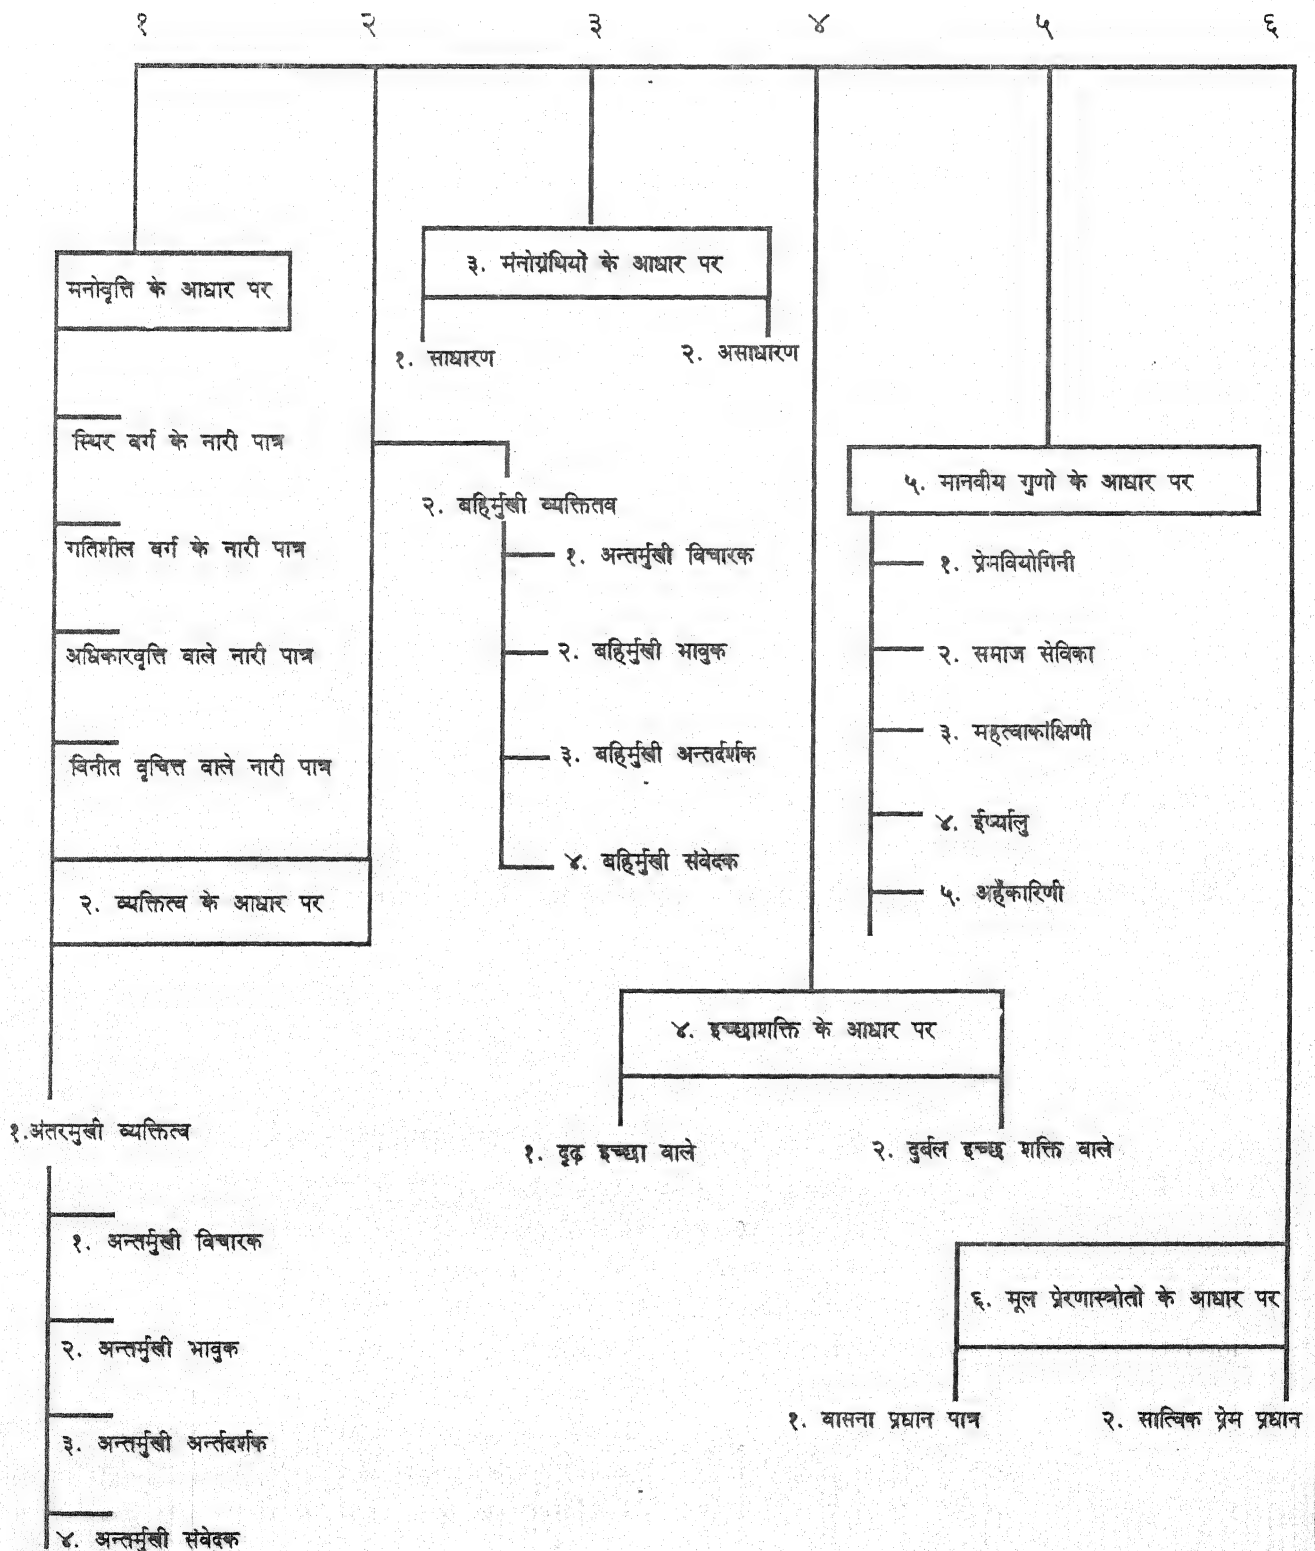 १ २ ३ ४ ५ ६
मनोवृत्ति के आधार पर
स्थिर वर्ग के नारी पात्र
गतिशील वर्ग के नारी पात्र
अधिकारवृत्ति वाले नारी पात्र
विनीत वृचित्त वाले नारी पात्र
२. व्यक्तित्व के आधार पर
१.अंतरमुखी व्यक्तित्व
१. अन्तर्मुखी विचारक
२. अन्तर्मुखी भावुक
३. अन्तर्मुखी अर्न्तदर्शक
४. अन्तर्मुखी संवेदक
२. बहिर्मुखी व्यक्तितव
१. अन्तर्मुखी विचारक
२. बहिर्मुखी भावुक
३. बहिर्मुखी अन्तर्दर्शक
४. बहिर्मुखी संवेदक
३. मंनोग्रंथियों के आधार पर
१. साधारण
२. असाधारण
४. इच्छाशक्ति के आधार पर
१. दृढ़ इच्छा वाले
२. दुर्बल इच्छ शक्ति वाले
५. मानवीय गुणों के आधार पर
१. प्रेमवियोगिनी
२. समाज सेविका
३. महत्वाकांक्षिणी
४. ईर्ष्यालु
५. अहँकारिणी
६. मूल प्रेरणास्त्रोतों के आधार पर
१. वासना प्रधान पात्र
२. सात्विक प्रेम प्रधान